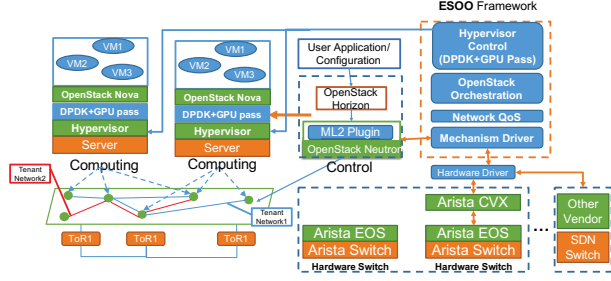 ESOO Framework
VM1
VM2
VM3
OpenStack Nova
DPDK+GPU pass
Hypervisor
Server
Computing
VM1
VM2
VM3
OpenStack Nova
DPDK+GPU pass
Hypervisor
Server
Computing
User Application/
Configuration
OpenStack
Horizon
ML2 Plugin
OpenStack Neutron
Control
Hypervisor
Control
(DPDK+GPU Pass)
OpenStack
Orchestration
Network QoS
Mechanism Driver
Hardware Driver
Tenant
Network2
Tenant
Network1
ToR1
ToR1
ToR1
Arista EOS
Arista Switch
Hardware Switch
Arista CVX
Arista EOS
Arista Switch
Hardware Switch
...
Other
Vendor
SDN
Switch